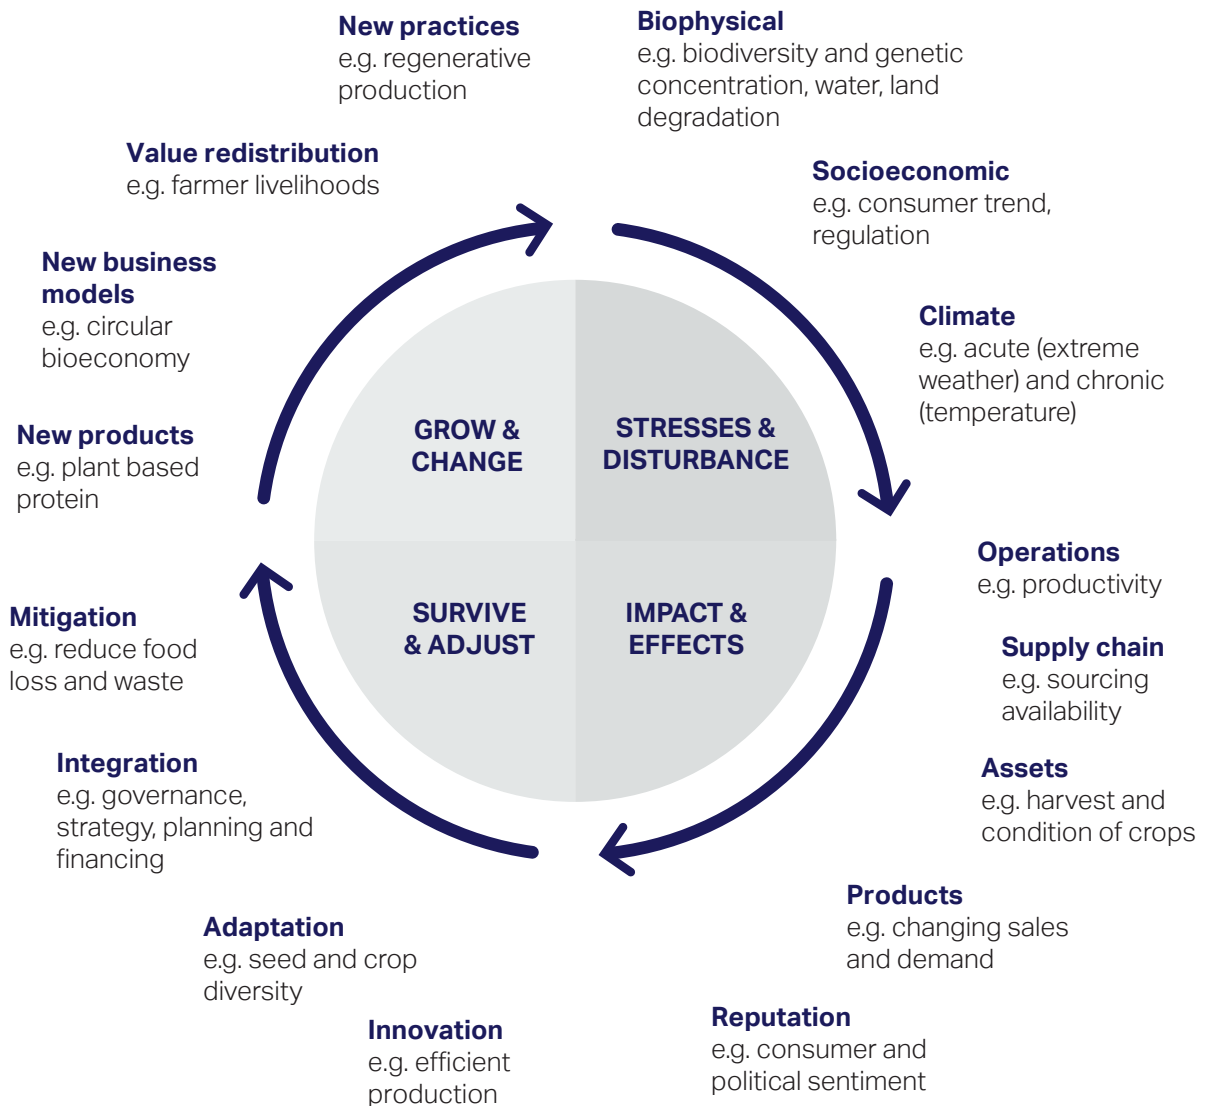 New practices
e.g. regenerative
production
Biophysical
e.g. biodiversity and genetic
concentration, water, land
degradation
Value redistribution
e.g. farmer livelihoods
Socioeconomic
e.g. consumer trend,
regulation
New business
models
e.g. circular
bioeconomy
Climate
e.g. acute (extreme
weather) and chronic
(temperature)
New products
e.g. plant based
protein
GROW &
CHANGE
STRESSES &
DISTURBANCE
Operations
e.g. productivity
Mitigation
e.g. reduce food
loss and waste
SURVIVE
& ADJUST
IMPACT &
EFFECTS
Supply chain
e.g. sourcing
availability
Integration
e.g. governance,
strategy, planning and
financing
Assets
e.g. harvest and
condition of crops
Adaptation
e.g. seed and crop
diversity
Products
e.g. changing sales
and demand
Innovation
e.g. efficient
production
Reputation
e.g. consumer and
political sentiment